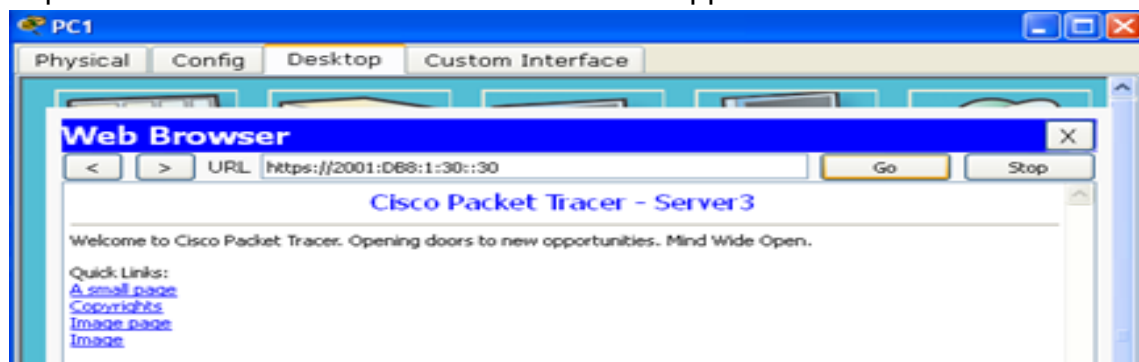 PC1
Physical Config Desktop Custom Interface
Web Browser X
< > URL https://2001:DB8:1:30::30 Go Stop
Cisco Packet Tracer - Server3
Welcome to Cisco Packet Tracer. Opening doors to new opportunities. Mind Wide Open.
Quick Links:
A small page
Copyrights
Image page
Image